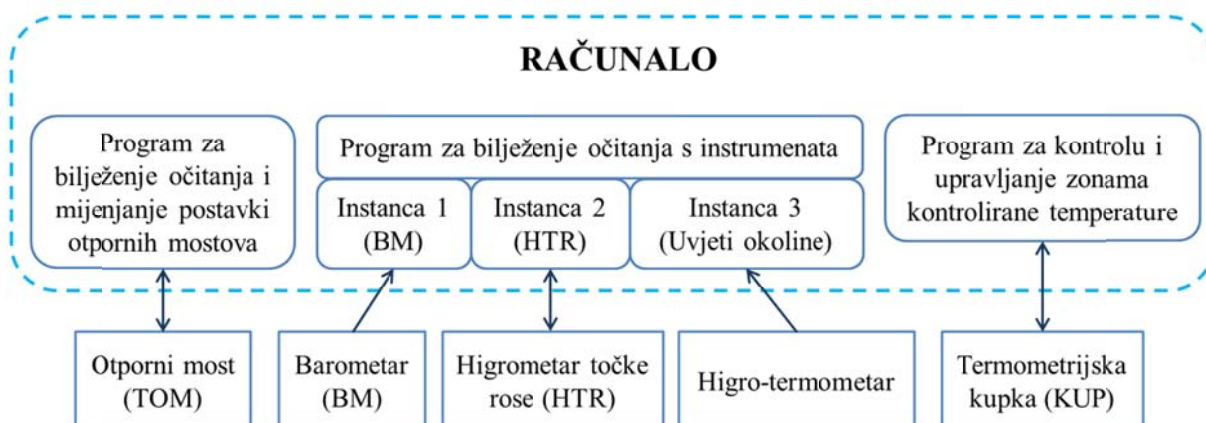 RAČUNALO
Program za
bilježenje očitanja i
mijenjanje postavki
otpornih mostova
Program za bilježenje očitanja s instrumenata
Instanca 1
(BM)
Instanca 2
(HTR)
Instanca 3
(Uvjeti okoline)
Program za kontrolu i
upravljanje zonama
kontrolirane temperature
Otporni most
(TOM)
Barometar
(BM)
Higrometar točke
rose (HTR)
Higro-termometar
Termometrijska
kupka (KUP)